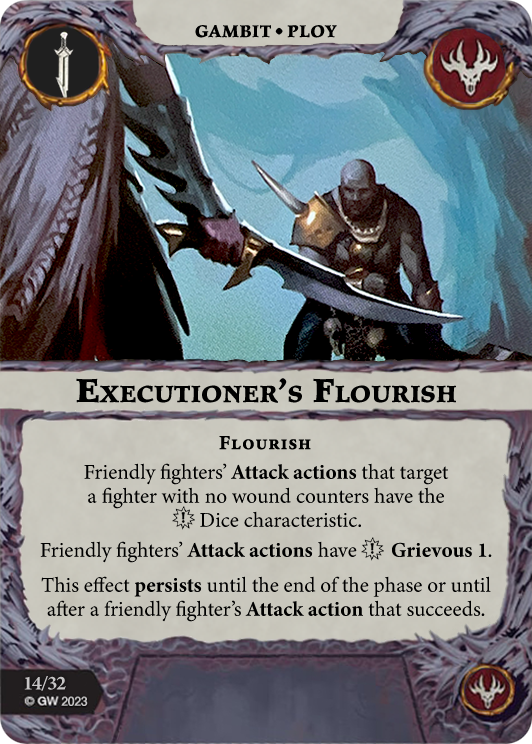 GAMBIT • PLOY
EXECUTIONER'S FLOURISH
FLOURISH
Friendly fighters' Attack actions that target
a fighter with no wound counters have the
Dice characteristic.
Friendly fighters' Attack actions have Grievous 1.
This effect persists until the end of the phase or until
after a friendly fighter's Attack action that succeeds.
14/32
© GW 2023